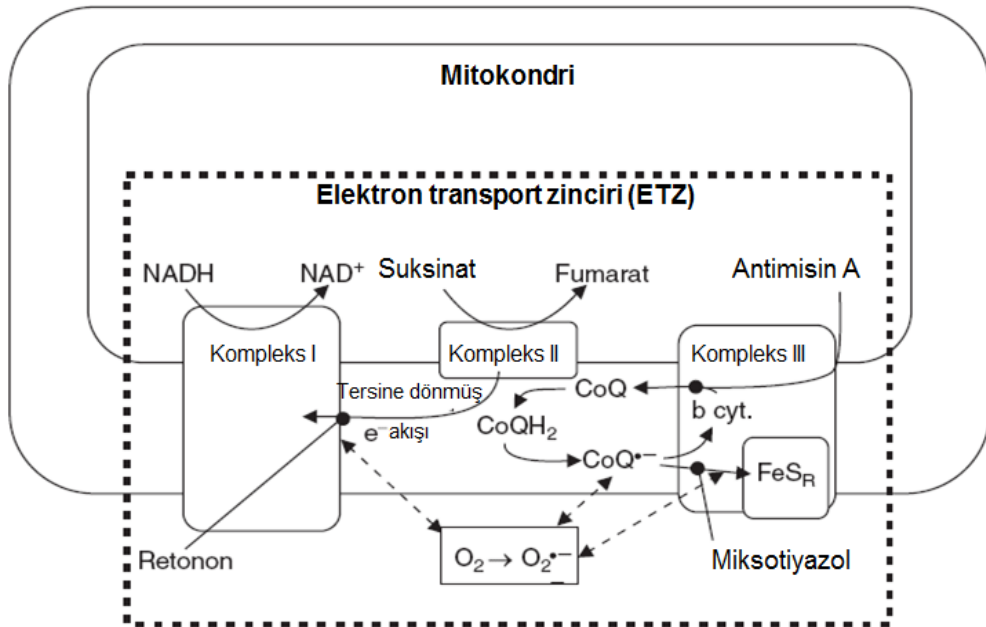 Mitokondri
Elektron transport zinciri (ETZ)
NADH
NAD⁺
Suksinat
Fumarat
Antimisin A
Kompleks I
Kompleks II
Kompleks III
Tersine dönmüş
e⁻ akışı
CoQ
b cyt.
CoQH₂
CoQ•⁻
FeS_R
Retonon
O₂ → O₂•⁻
Miksotiyazol